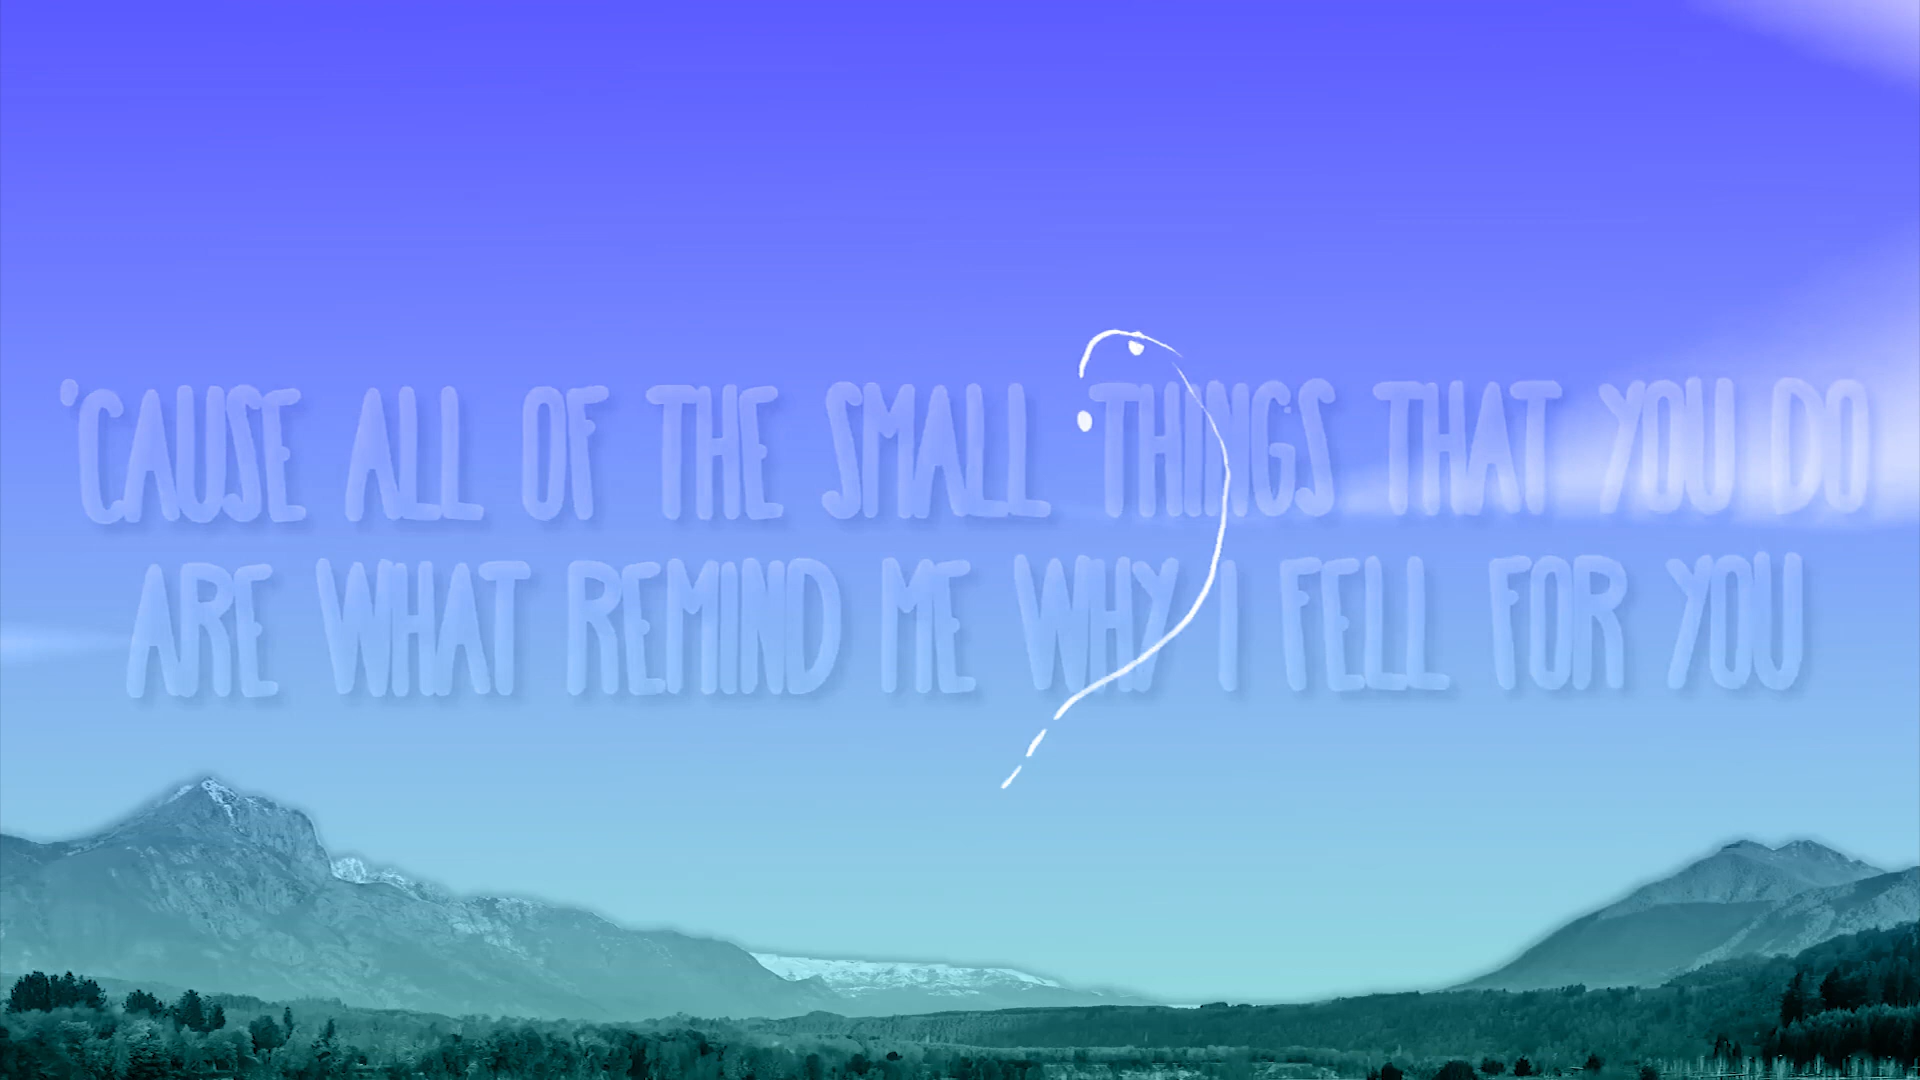 'CAUSE ALL OF THE SMALL THINGS THAT YOU DO
ARE WHAT REMIND ME WHY I FELL FOR YOU